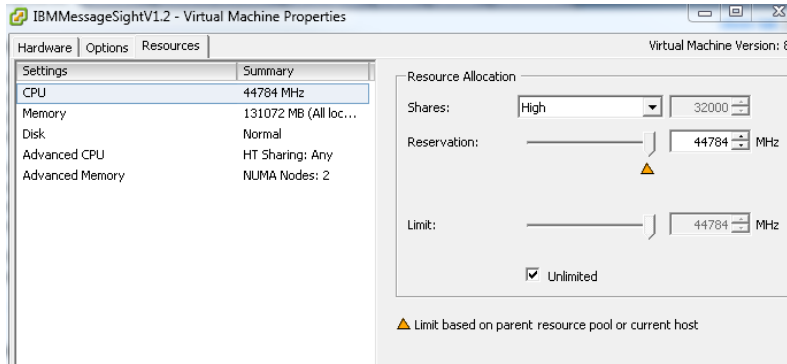 IBMMessageSightV1.2 - Virtual Machine Properties
Hardware Options Resources Virtual Machine Version: 8
Settings Summary
CPU 44784 MHz
Memory 131072 MB (All loc...
Disk Normal
Advanced CPU HT Sharing: Any
Advanced Memory NUMA Nodes: 2
Resource Allocation
Shares: High 32000
Reservation: 44784 MHz
Limit: 44784 MHz
Unlimited
Limit based on parent resource pool or current host